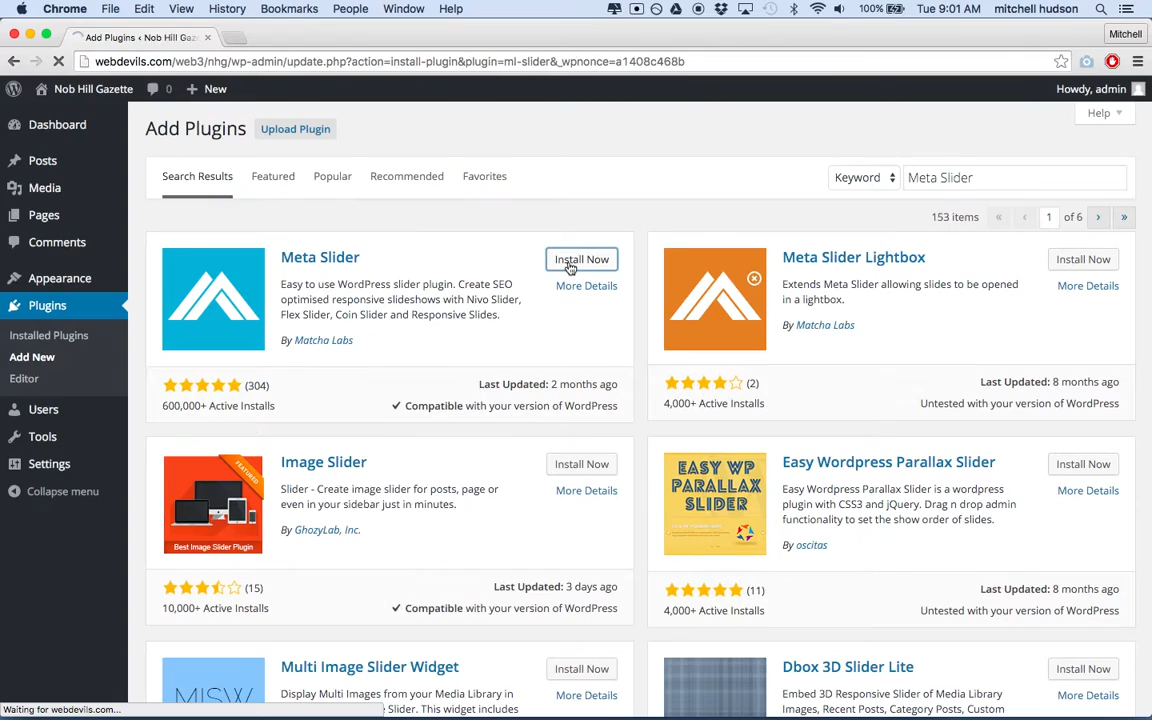 Chrome File Edit View History Bookmarks People Window Help 100% Tue 9:01 AM mitchell hudson
Add Plugins ‹ Nob Hill Gaz Mitchell
webdevils.com/web3/nhg/wp-admin/update.php?action=install-plugin&plugin=ml-slider&_wpnonce=a1408c468b
Nob Hill Gazette 0 + New Howdy, admin
Dashboard
Posts
Media
Pages
Comments
Appearance
Plugins
Installed Plugins
Add New
Editor
Users
Tools
Settings
Collapse menu
Add Plugins Upload Plugin Help
Search Results Featured Popular Recommended Favorites Keyword Meta Slider
153 items « ‹ 1 of 6 › »
Meta Slider Install Now
More Details
Easy to use WordPress slider plugin. Create SEO
optimised responsive slideshows with Nivo Slider,
Flex Slider, Coin Slider and Responsive Slides.
By Matcha Labs
(304) Last Updated: 2 months ago
600,000+ Active Installs ✔ Compatible with your version of WordPress
Meta Slider Lightbox Install Now
More Details
Extends Meta Slider allowing slides to be opened
in a lightbox.
By Matcha Labs
(2) Last Updated: 8 months ago
4,000+ Active Installs Untested with your version of WordPress
FEATURED
Best Image Slider Plugin
Image Slider Install Now
More Details
Slider - Create image slider for posts, page or
even in your sidebar just in minutes.
By GhozyLab, Inc.
(15) Last Updated: 3 days ago
10,000+ Active Installs ✔ Compatible with your version of WordPress
EASY WP
PARALLAX
SLIDER
Easy Wordpress Parallax Slider Install Now
More Details
Easy Wordpress Parallax Slider is a wordpress
plugin with CSS3 and jQuery. Drag n drop admin
functionality to set the show order of slides.
By oscitas
(11) Last Updated: 8 months ago
4,000+ Active Installs Untested with your version of WordPress
MISW
Multi Image Slider Widget Install Now
More Details
Display Multi Images from your Media Library in
Sidebar. This widget includes
Dbox 3D Slider Lite Install Now
More Details
Embed 3D Responsive Slider of Media Library
Images, Recent Posts, Category Posts, Custom
Waiting for webdevils.com...